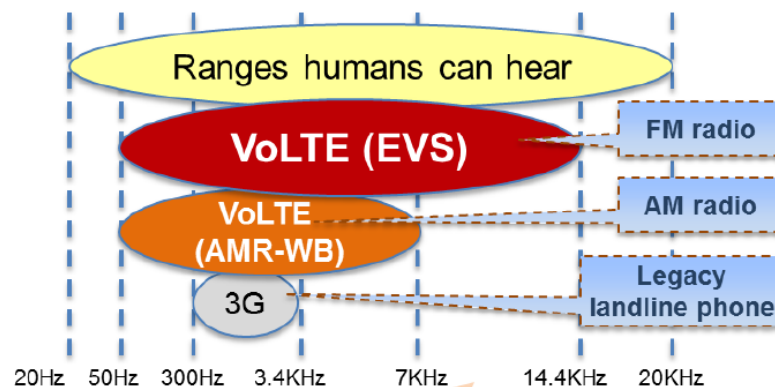 Ranges humans can hear
VoLTE (EVS)
FM radio
VoLTE
(AMR-WB)
AM radio
3G
Legacy
landline phone
20Hz 50Hz 300Hz 3.4KHz 7KHz 14.4KHz 20KHz